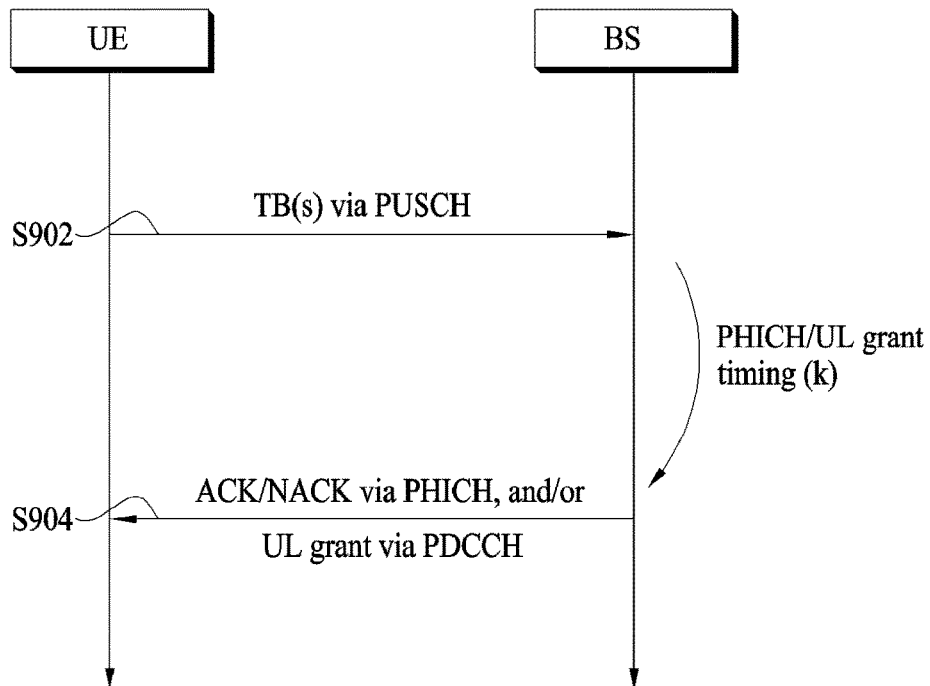 UE
BS
TB(s) via PUSCH
S902
PHICH/UL grant
timing (k)
ACK/NACK via PHICH, and/or
S904
UL grant via PDCCH